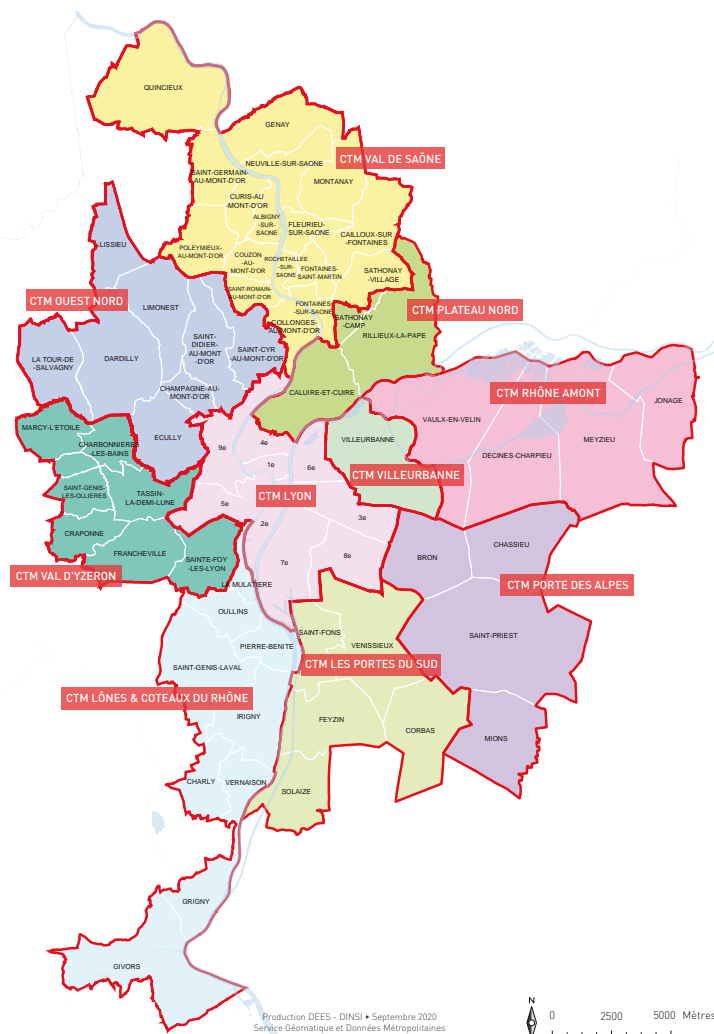 QUINCIEUX
GENAY
CTM VAL DE SAÔNE
NEUVILLE-SUR-SAONE
SAINT-GERMAIN-
AU-MONT-D'OR
MONTANAY
CURIS-AU
-MONT-D'OR
ALBIGNY
-SUR-
SAONE
FLEURIEU-
SUR-SAONE
CAILLOUX-SUR
-FONTAINES
LISSIEU
POLEYMIEUX-
AU-MONT-D'OR
COUZON
-AU-
MONT-D'OR
ROCHETAILLEE
-SUR-
SAONE
FONTAINES-
SAINT-MARTIN
SATHONAY
-VILLAGE
CTM OUEST NORD
SAINT-ROMAIN-
AU-MONT-D'OR
LIMONEST
FONTAINES
-SUR-SAONE
CTM PLATEAU NORD
SATHONAY
-CAMP
COLLONGES-
AU-MONT-D'OR
RILLIEUX-LA-PAPE
SAINT-
DIDIER-
AU-MONT
-D'OR
SAINT-CYR
-AU-MONT-D'OR
LA TOUR-DE
-SALVAGNY
DARDILLY
CHAMPAGNE-AU-
MONT-D'OR
CALUIRE-ET-CUIRE
CTM RHÔNE AMONT
JONAGE
MARCY-L'ETOILE
VAULX-EN-VELIN
CHARBONNIERES
-LES-BAINS
ECULLY
9e
4e
VILLEURBANNE
MEYZIEU
DECINES-CHARPIEU
1e
6e
CTM VILLEURBANNE
SAINT-GENIS-
LES-OLLIERES
TASSIN-
LA-DEMI-LUNE
CTM LYON
5e
3e
2e
CRAPONNE
FRANCHEVILLE
SAINTE-FOY
-LES-LYON
7e
8e
BRON
CHASSIEU
CTM VAL D'YZERON
LA MULATIERE
CTM PORTE DES ALPES
OULLINS
SAINT-FONS
VENISSIEUX
SAINT-PRIEST
PIERRE-BENITE
SAINT-GENIS-LAVAL
CTM LES PORTES DU SUD
CTM LÔNES & COTEAUX DU RHÔNE
IRIGNY
FEYZIN
CORBAS
MIONS
CHARLY
VERNAISON
SOLAIZE
GRIGNY
GIVORS
N
0 2500 5000 Mètres
Production DEES - DINSI • Septembre 2020
Service Géomatique et Données Métropolitaines